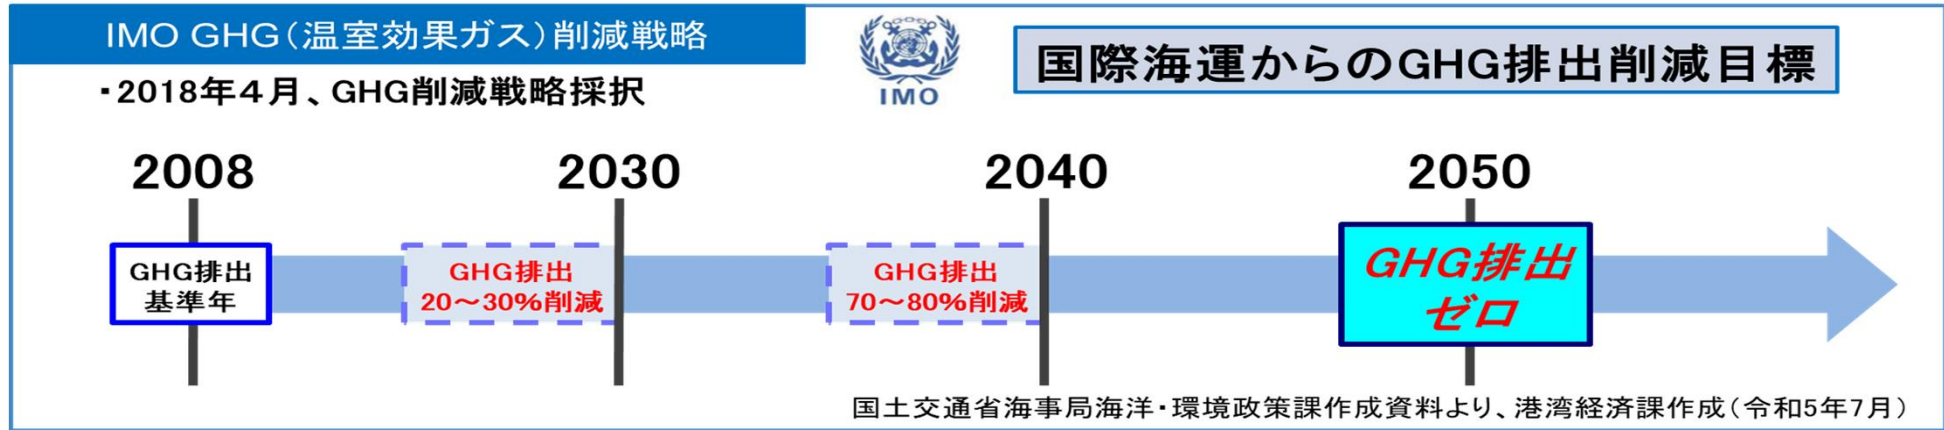 IMO GHG（温室効果ガス）削減戦略
国際海運からのGHG排出削減目標
・2018年４月、GHG削減戦略採択
IMO
2008
2030
2040
2050
GHG排出
基準年
GHG排出
20～30%削減
GHG排出
70～80%削減
GHG排出
ゼロ
国土交通省海事局海洋・環境政策課作成資料より、港湾経済課作成（令和5年7月）